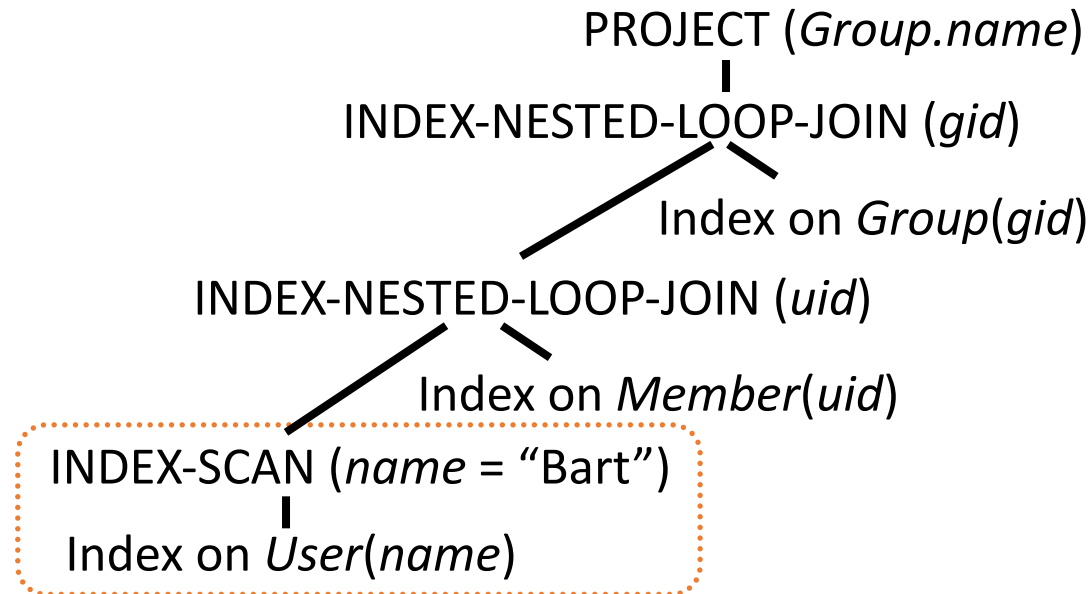 PROJECT (Group.name)
INDEX-NESTED-LOOP-JOIN (gid)
Index on Group(gid)
INDEX-NESTED-LOOP-JOIN (uid)
Index on Member(uid)
INDEX-SCAN (name = “Bart”)
Index on User(name)